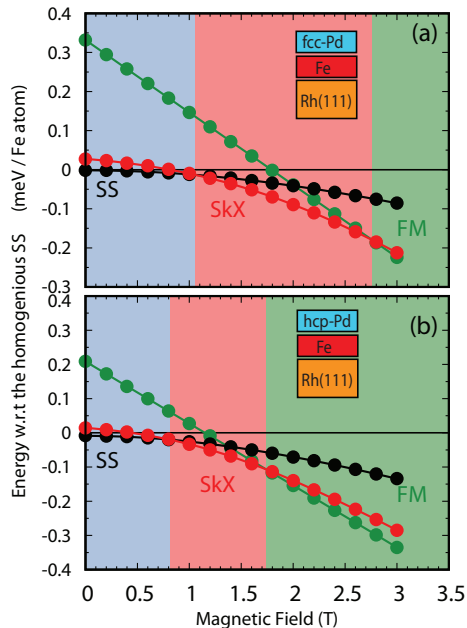 0.4
0.3
0.2
0.1
0
-0.1
-0.2
-0.3
(a)
fcc-Pd
Fe
Rh(111)
SS
SkX
FM
Energy w.r.t the homogenious SS (meV / Fe atom)
0.4
0.3
0.2
0.1
0
-0.1
-0.2
-0.3
-0.4
(b)
hcp-Pd
Fe
Rh(111)
SS
SkX
FM
0 0.5 1 1.5 2 2.5 3
Magnetic Field (T)